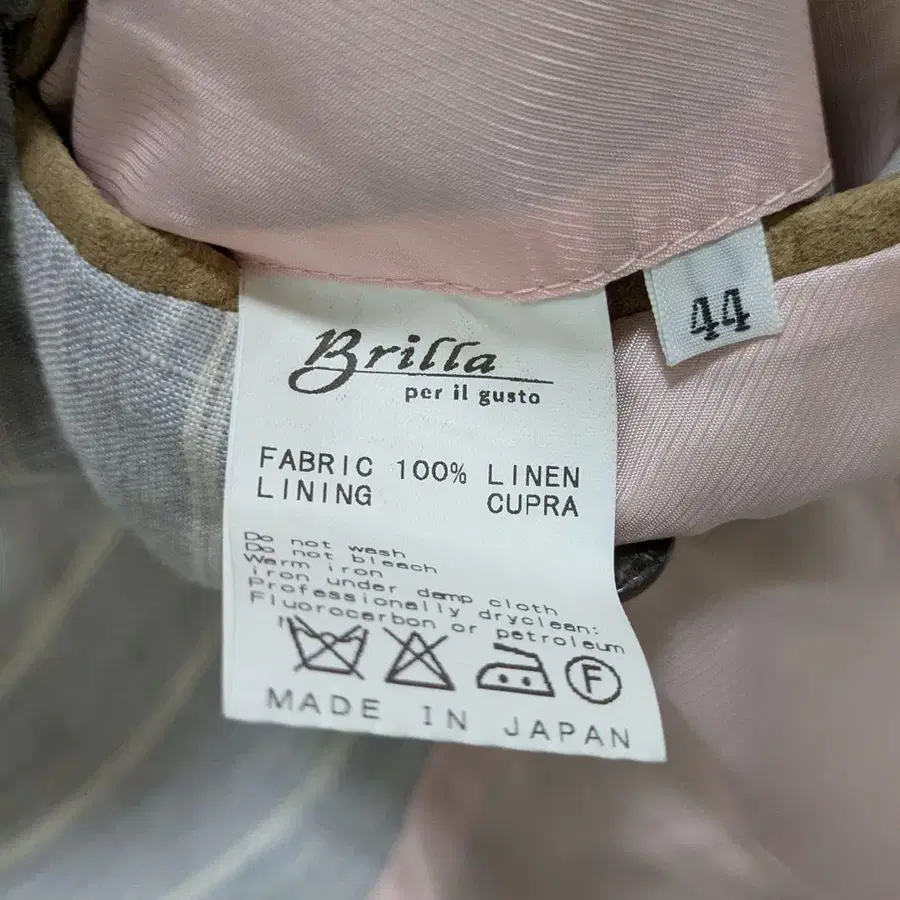 44
Brilla
per il gusto
FABRIC 100% LINEN
LINING CUPRA
Do not wash
Do not bleach
Warm iron
iron under damp cloth
Professionally dryclean:
Fluorocarbon or petroleum
F
MADE IN JAPAN